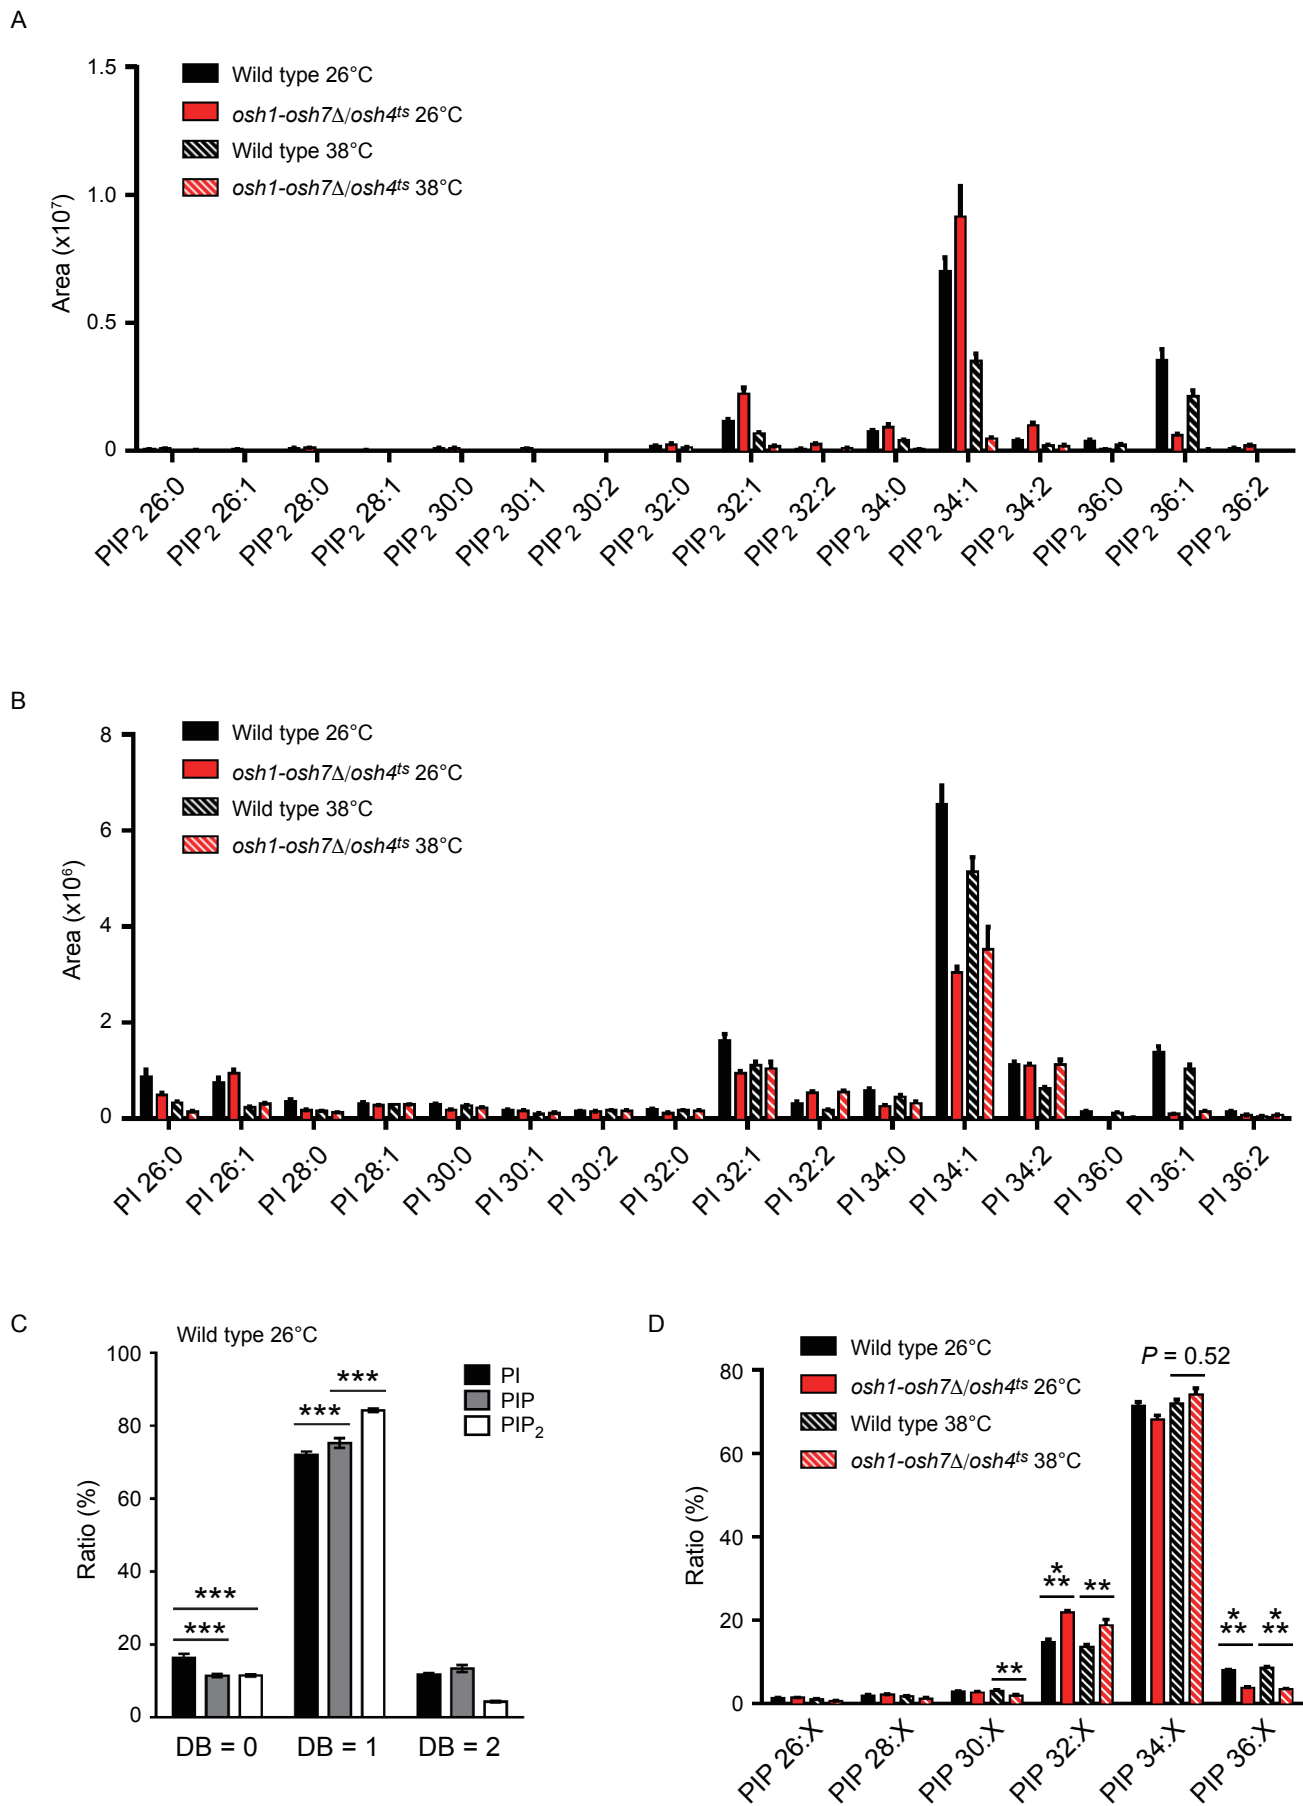 A
1.5
1.0
0.5
0
Area (x10⁷)
Wild type 26°C
osh1-osh7Δ/osh4ᵗˢ 26°C
Wild type 38°C
osh1-osh7Δ/osh4ᵗˢ 38°C
PIP₂ 26:0
PIP₂ 26:1
PIP₂ 28:0
PIP₂ 28:1
PIP₂ 30:0
PIP₂ 30:1
PIP₂ 30:2
PIP₂ 32:0
PIP₂ 32:1
PIP₂ 32:2
PIP₂ 34:0
PIP₂ 34:1
PIP₂ 34:2
PIP₂ 36:0
PIP₂ 36:1
PIP₂ 36:2
B
8
6
4
2
0
Area (x10⁶)
Wild type 26°C
osh1-osh7Δ/osh4ᵗˢ 26°C
Wild type 38°C
osh1-osh7Δ/osh4ᵗˢ 38°C
PI 26:0
PI 26:1
PI 28:0
PI 28:1
PI 30:0
PI 30:1
PI 30:2
PI 32:0
PI 32:1
PI 32:2
PI 34:0
PI 34:1
PI 34:2
PI 36:0
PI 36:1
PI 36:2
C
Wild type 26°C
100
80
60
40
20
0
Ratio (%)
PI
PIP
PIP₂
***
***
***
***
DB = 0
DB = 1
DB = 2
D
Wild type 26°C
osh1-osh7Δ/osh4ᵗˢ 26°C
Wild type 38°C
osh1-osh7Δ/osh4ᵗˢ 38°C
P = 0.52
80
60
40
20
0
Ratio (%)
**
*
**
**
*
**
*
**
PIP 26:X
PIP 28:X
PIP 30:X
PIP 32:X
PIP 34:X
PIP 36:X